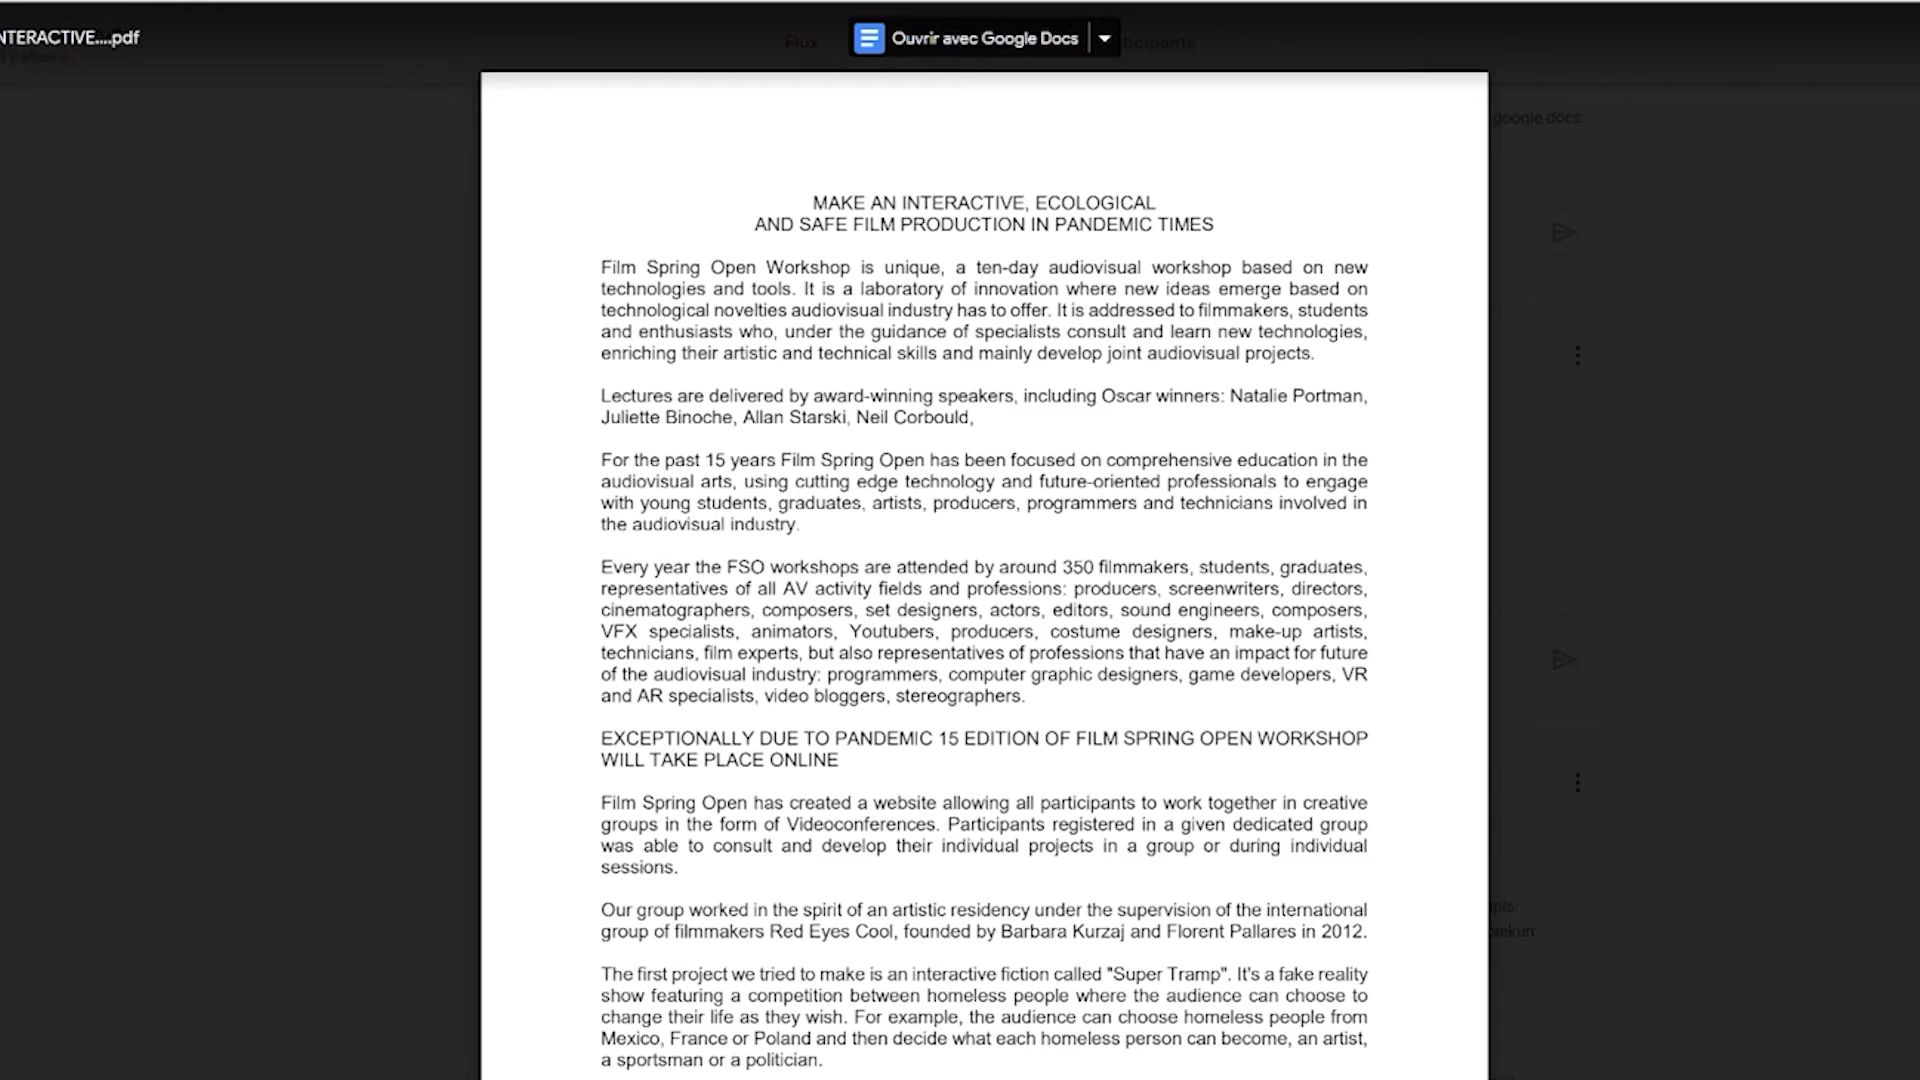 NTERACTIVE....pdf
Flux
Ouvrir avec Google Docs
google docs
MAKE AN INTERACTIVE, ECOLOGICAL
AND SAFE FILM PRODUCTION IN PANDEMIC TIMES
Film Spring Open Workshop is unique, a ten-day audiovisual workshop based on new
technologies and tools. It is a laboratory of innovation where new ideas emerge based on
technological novelties audiovisual industry has to offer. It is addressed to filmmakers, students
and enthusiasts who, under the guidance of specialists consult and learn new technologies,
enriching their artistic and technical skills and mainly develop joint audiovisual projects.
Lectures are delivered by award-winning speakers, including Oscar winners: Natalie Portman,
Juliette Binoche, Allan Starski, Neil Corbould,
For the past 15 years Film Spring Open has been focused on comprehensive education in the
audiovisual arts, using cutting edge technology and future-oriented professionals to engage
with young students, graduates, artists, producers, programmers and technicians involved in
the audiovisual industry.
Every year the FSO workshops are attended by around 350 filmmakers, students, graduates,
representatives of all AV activity fields and professions: producers, screenwriters, directors,
cinematographers, composers, set designers, actors, editors, sound engineers, composers,
VFX specialists, animators, Youtubers, producers, costume designers, make-up artists,
technicians, film experts, but also representatives of professions that have an impact for future
of the audiovisual industry: programmers, computer graphic designers, game developers, VR
and AR specialists, video bloggers, stereographers.
EXCEPTIONALLY DUE TO PANDEMIC 15 EDITION OF FILM SPRING OPEN WORKSHOP
WILL TAKE PLACE ONLINE
Film Spring Open has created a website allowing all participants to work together in creative
groups in the form of Videoconferences. Participants registered in a given dedicated group
was able to consult and develop their individual projects in a group or during individual
sessions.
Our group worked in the spirit of an artistic residency under the supervision of the international
group of filmmakers Red Eyes Cool, founded by Barbara Kurzaj and Florent Pallares in 2012.
The first project we tried to make is an interactive fiction called "Super Tramp". It's a fake reality
show featuring a competition between homeless people where the audience can choose to
change their life as they wish. For example, the audience can choose homeless people from
Mexico, France or Poland and then decide what each homeless person can become, an artist,
a sportsman or a politician.